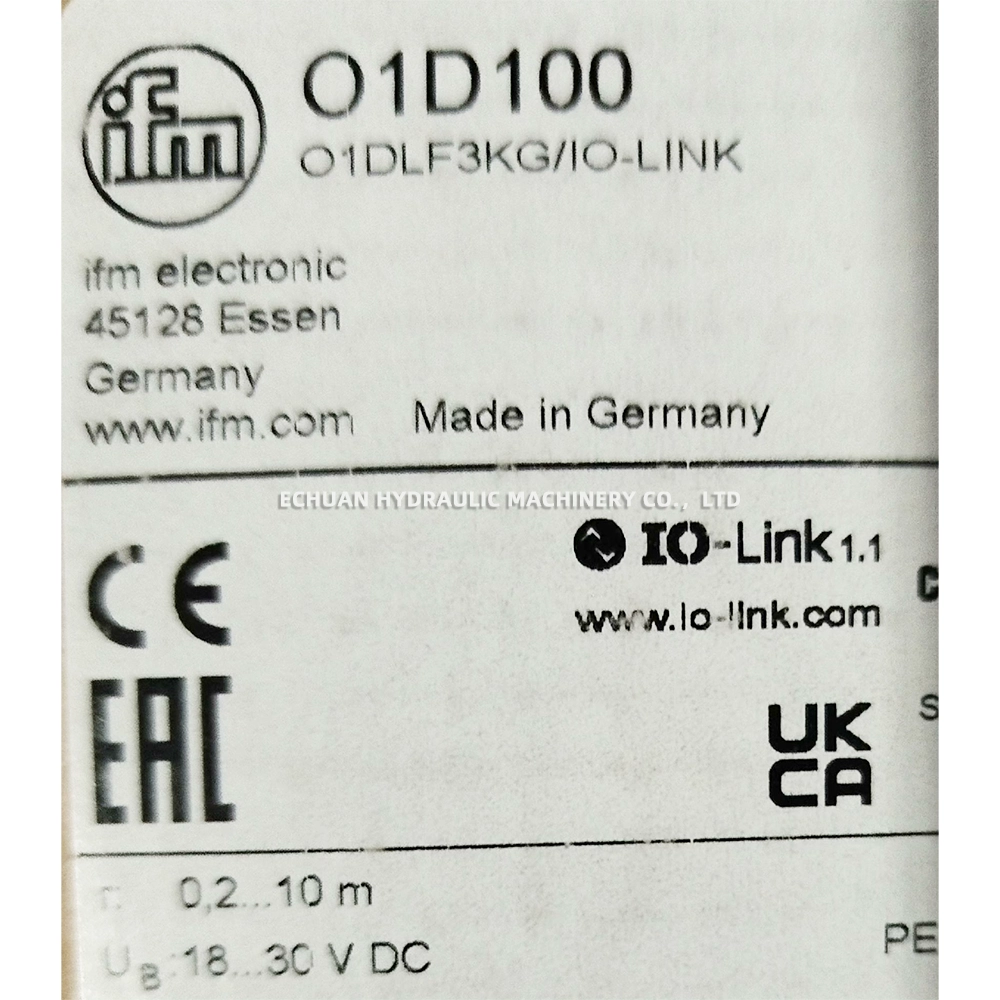 ifm
O1D100
O1DLF3KG/IO-LINK
ifm electronic
45128 Essen
Germany
www.ifm.com
Made in Germany
ECHUAN HYDRAULIC MACHINERY CO., LTD
CE
IO-Link 1.1
www.io-link.com
EAC
UK
CA
0,2...10 m
UB:18...30 V DC
PE